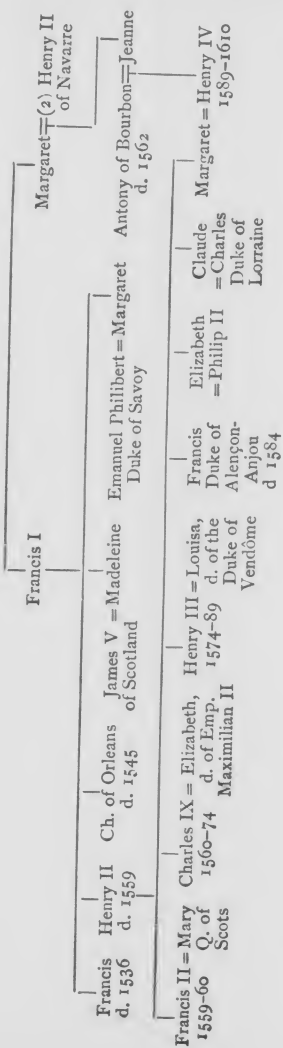 Francis I
Margaret=(2) Henry II
of Navarre
Francis
d. 1536
Henry II
d. 1559
Ch. of Orleans
d. 1545
James V = Madeleine
of Scotland
Emanuel Philibert = Margaret
Duke of Savoy
Antony of Bourbon=Jeanne
d. 1562
Francis II = Mary
1559-60 Q. of
Scots
Charles IX = Elizabeth,
1560-74 d. of Emp.
Maximilian II
Henry III = Louisa,
1574-89 d. of the
Duke of
Vendôme
Francis
Duke of
Alençon-
Anjou
d 1584
Elizabeth
= Philip II
Claude
= Charles
Duke of
Lorraine
Margaret = Henry IV
1589-1610